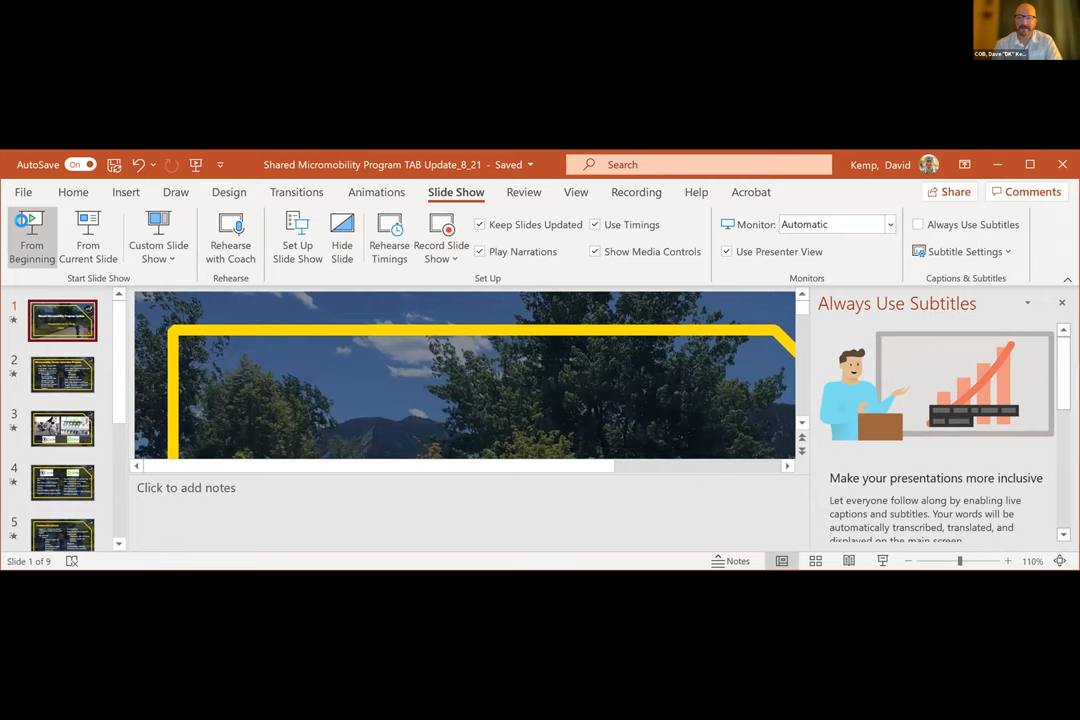 COB, Dave "DK" Ke...
AutoSave On
Shared Micromobility Program TAB Update_8_21 - Saved
Search
Kemp, David
File Home Insert Draw Design Transitions Animations Slide Show Review View Recording Help Acrobat
Share Comments
From Beginning
From Current Slide
Custom Slide Show
Start Slide Show
Rehearse with Coach
Rehearse
Set Up Slide Show
Hide Slide
Rehearse Timings
Record Slide Show
Keep Slides Updated
Use Timings
Play Narrations
Show Media Controls
Set Up
Monitor: Automatic
Use Presenter View
Monitors
Always Use Subtitles
Subtitle Settings
Captions & Subtitles
1
2
3
4
5
Click to add notes
Always Use Subtitles
Make your presentations more inclusive
Let everyone follow along by enabling live
captions and subtitles. Your words will be
automatically transcribed, translated, and
displayed on the main screen.
Slide 1 of 9
Notes
110%